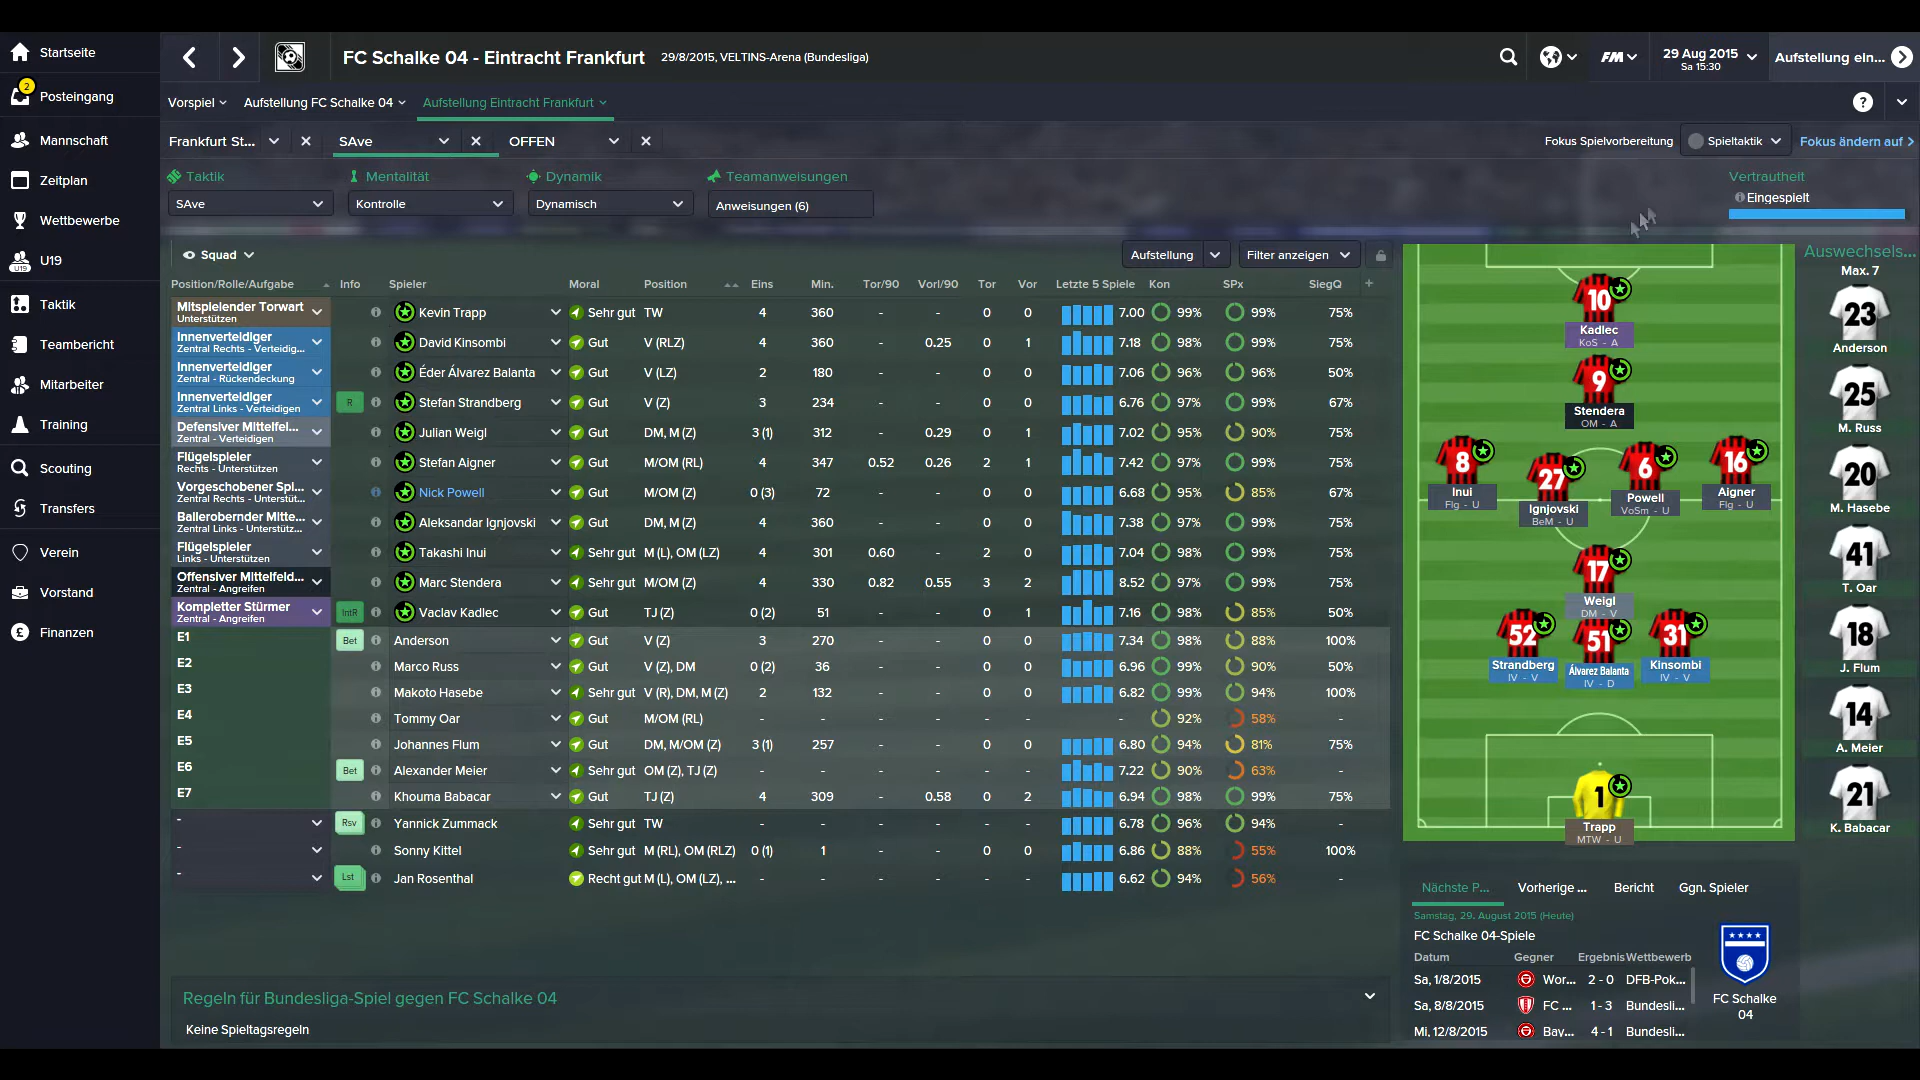 Startseite
2
Posteingang
Mannschaft
Zeitplan
Wettbewerbe
U19
U19
Taktik
Teambericht
Mitarbeiter
Training
Scouting
Transfers
Verein
Vorstand
Finanzen
FC Schalke 04 - Eintracht Frankfurt 29/8/2015, VELTINS-Arena (Bundesliga)
FM
29 Aug 2015
Sa 15:30
Aufstellung ein...
Vorspiel
Aufstellung FC Schalke 04
Aufstellung Eintracht Frankfurt
?
Frankfurt St...
SAve
OFFEN
Fokus Spielvorbereitung
Spieltaktik
Fokus ändern auf >
Taktik
Mentalität
Dynamik
Teamanweisungen
Vertrautheit
SAve
Kontrolle
Dynamisch
Anweisungen (6)
Eingespielt
Squad
Aufstellung
Filter anzeigen
Position/Rolle/Aufgabe Info Spieler Moral Position Eins Min. Tor/90 Vorl/90 Tor Vor Letzte 5 Spiele Kon SPx SiegQ +
Mitspielender Torwart
Unterstützen
Kevin Trapp Sehr gut TW 4 360 - - 0 0 7.00 99% 99% 75%
Innenverteidiger
Zentral Rechts - Verteidig...
David Kinsombi Gut V (RLZ) 4 360 - 0.25 0 1 7.18 98% 99% 75%
Innenverteidiger
Zentral - Rückendeckung
Éder Álvarez Balanta Gut V (LZ) 2 180 - - 0 0 7.06 96% 96% 50%
Innenverteidiger
Zentral Links - Verteidigen
R Stefan Strandberg Gut V (Z) 3 234 - - 0 0 6.76 97% 99% 67%
Defensiver Mittelfel...
Zentral - Verteidigen
Julian Weigl Gut DM, M (Z) 3 (1) 312 - 0.29 0 1 7.02 95% 90% 75%
Flügelspieler
Rechts - Unterstützen
Stefan Aigner Gut M/OM (RL) 4 347 0.52 0.26 2 1 7.42 97% 99% 75%
Vorgeschobener Spi...
Zentral Rechts - Unterstüt...
Nick Powell Gut M/OM (Z) 0 (3) 72 - - 0 0 6.68 95% 85% 67%
Ballerobernder Mitte...
Zentral Links - Unterstütz...
Aleksandar Ignjovski Gut DM, M (Z) 4 360 - - 0 0 7.38 97% 99% 75%
Flügelspieler
Links - Unterstützen
Takashi Inui Sehr gut M (L), OM (LZ) 4 301 0.60 - 2 0 7.04 98% 99% 75%
Offensiver Mittelfeld...
Zentral - Angreifen
Marc Stendera Sehr gut M/OM (Z) 4 330 0.82 0.55 3 2 8.52 97% 99% 75%
Kompletter Stürmer
Zentral - Angreifen
IntR Vaclav Kadlec Gut TJ (Z) 0 (2) 51 - - 0 1 7.16 98% 85% 50%
E1 Bet Anderson Gut V (Z) 3 270 - - 0 0 7.34 98% 88% 100%
E2 Marco Russ Gut V (Z), DM 0 (2) 36 - - 0 0 6.96 99% 90% 50%
E3 Makoto Hasebe Sehr gut V (R), DM, M (Z) 2 132 - - 0 0 6.82 99% 94% 100%
E4 Tommy Oar Gut M/OM (RL) - - - - - - - 92% 58% -
E5 Johannes Flum Gut DM, M/OM (Z) 3 (1) 257 - - 0 0 6.80 94% 81% 75%
E6 Bet Alexander Meier Sehr gut OM (Z), TJ (Z) - - - - - - 7.22 90% 63% -
E7 Khouma Babacar Gut TJ (Z) 4 309 - 0.58 0 2 6.94 98% 99% 75%
- Rsv Yannick Zummack Sehr gut TW - - - - - - 6.78 96% 94% -
- Sonny Kittel Sehr gut M (RL), OM (RLZ) 0 (1) 1 - - 0 0 6.86 88% 55% 100%
- Lst Jan Rosenthal Recht gut M (L), OM (LZ), ... - - - - - - 6.62 94% 56% -
10
Kadlec
KoS - A
9
Stendera
OM - A
8
Inui
Flg - U
27
Ignjovski
BeM - U
6
Powell
VoSm - U
16
Aigner
Flg - U
17
Weigl
DM - V
52
Strandberg
IV - V
51
Álvarez Balanta
IV - D
31
Kinsombi
IV - V
1
Trapp
MTW - U
Auswechsels...
Max. 7
23
Anderson
25
M. Russ
20
M. Hasebe
41
T. Oar
18
J. Flum
14
A. Meier
21
K. Babacar
Nächste P...
Vorherige ...
Bericht
Ggn. Spieler
Samstag, 29. August 2015 (Heute)
FC Schalke 04-Spiele
Datum Gegner Ergebnis Wettbewerb
Sa, 1/8/2015 Wor... 2 - 0 DFB-Pok...
Sa, 8/8/2015 FC ... 1 - 3 Bundesli...
Mi, 12/8/2015 Bay... 4 - 1 Bundesli...
FC Schalke
04
Regeln für Bundesliga-Spiel gegen FC Schalke 04
Keine Spieltagsregeln